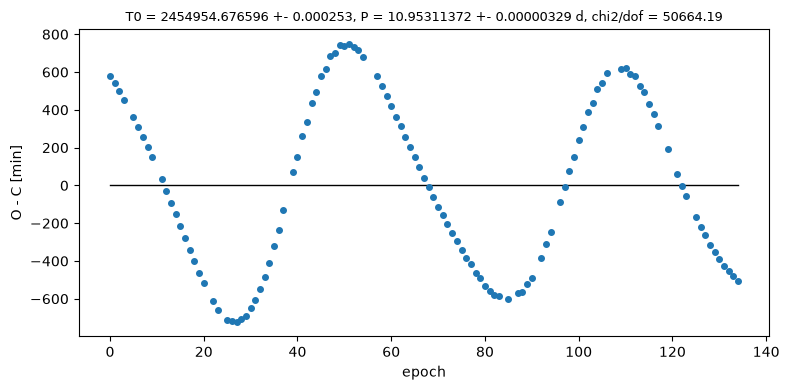 T0 = 2454954.676596 +- 0.000253, P = 10.95311372 +- 0.00000329 d, chi2/dof = 50664.19
800
600
400
200
0
−200
−400
−600
O - C [min]
0 20 40 60 80 100 120 140
epoch